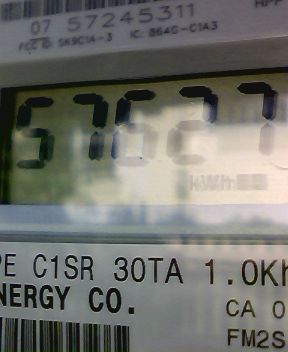 07 57245311
FCC ID: SK9C1A-3 IC: 864G-C1A3
57627
kWh
PE C1SR 30TA 1.0Kh
NERGY CO.
CA 0
FM2S